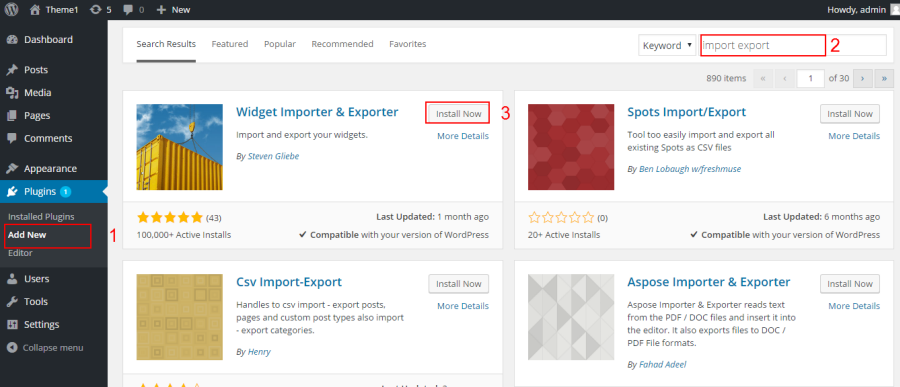 Theme1 5 0 New Howdy, admin
Dashboard
Posts
Media
Pages
Comments
Appearance
Plugins 1
Installed Plugins
Add New 1
Editor
Users
Tools
Settings
Collapse menu
Search Results Featured Popular Recommended Favorites Keyword import export 2
890 items « ‹ 1 of 30 › »
Widget Importer & Exporter Install Now 3
Import and export your widgets. More Details
By Steven Gliebe
(43) Last Updated: 1 month ago
100,000+ Active Installs Compatible with your version of WordPress
Spots Import/Export Install Now
Tool too easily import and export all More Details
existing Spots as CSV files
By Ben Lobaugh w/freshmuse
(0) Last Updated: 6 months ago
20+ Active Installs Compatible with your version of WordPress
Csv Import-Export Install Now
Handles to csv import - export posts, More Details
pages and custom post types also import
- export categories.
By Henry
Aspose Importer & Exporter Install Now
Aspose Importer & Exporter reads text More Details
from the PDF / DOC files and insert it into
the editor. It also exports files to DOC /
PDF File formats.
By Fahad Adeel